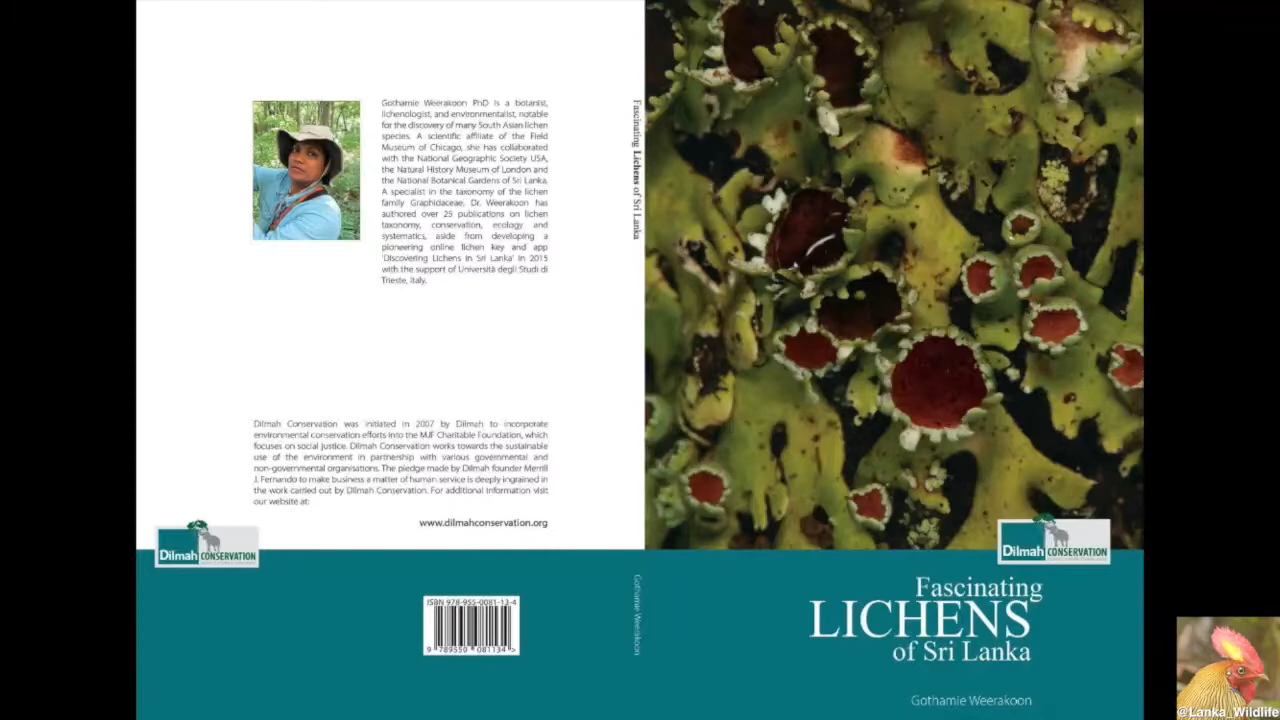 Gothamie Weerakoon PhD is a botanist,
lichenologist, and environmentalist, notable
for the discovery of many South Asian lichen
species. A scientific affiliate of the Field
Museum of Chicago, she has collaborated
with the National Geographic Society USA,
the Natural History Museum of London and
the National Botanical Gardens of Sri Lanka.
A specialist in the taxonomy of the lichen
family Graphidaceae, Dr. Weerakoon has
authored over 25 publications on lichen
taxonomy, conservation, ecology and
systematics, aside from developing a
pioneering online lichen key and app
'Discovering Lichens in Sri Lanka' in 2015
with the support of Università degli Studi di
Trieste, Italy.
Dilmah Conservation was initiated in 2007 by Dilmah to incorporate
environmental conservation efforts into the MJF Charitable Foundation, which
focuses on social justice. Dilmah Conservation works towards the sustainable
use of the environment in partnership with various governmental and
non-governmental organisations. The pledge made by Dilmah founder Merrill
J. Fernando to make business a matter of human service is deeply ingrained in
the work carried out by Dilmah Conservation. For additional information visit
our website at:
www.dilmahconservation.org
Dilmah CONSERVATION
ISBN 978-955-0081-13-4
9 789550 081134 >
Fascinating Lichens of Sri Lanka
Gothamie Weerakoon
Dilmah CONSERVATION
Fascinating
LICHENS
of Sri Lanka
Gothamie Weerakoon
@Lanka_Wildlife